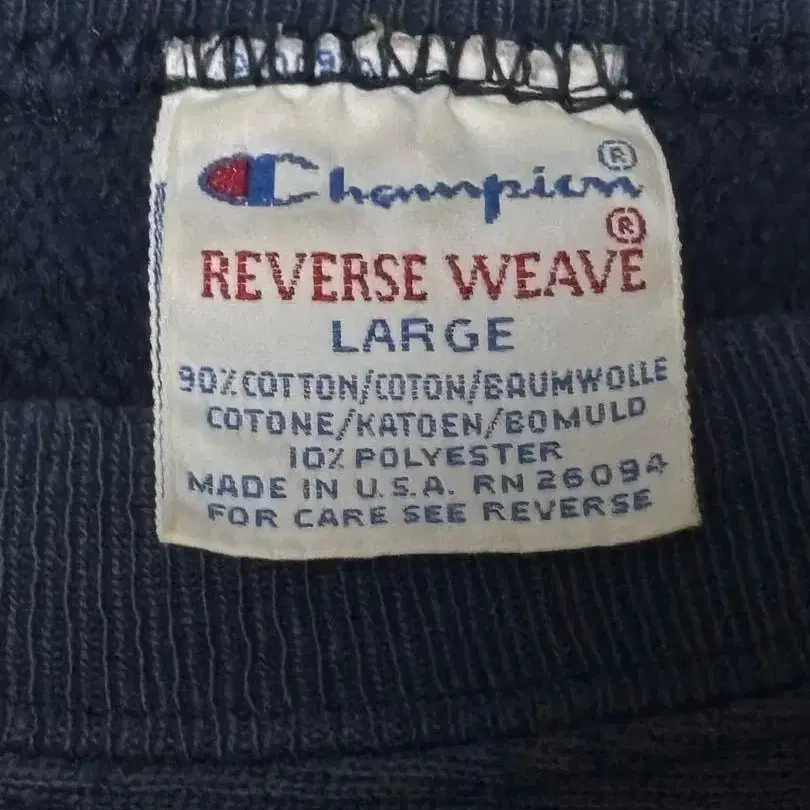 Champion ®
®
REVERSE WEAVE
LARGE
90% COTTON/COTON/BAUMWOLLE
COTONE/KATOEN/BOMULD
10% POLYESTER
MADE IN U.S.A. RN 26094
FOR CARE SEE REVERSE